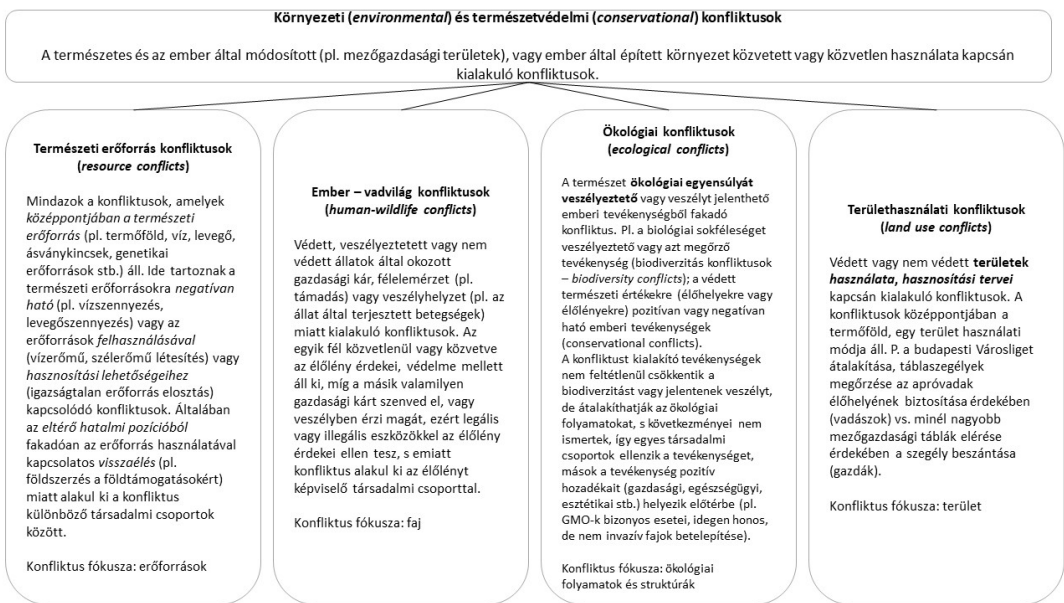 Környezeti (environmental) és természetvédelmi (conservational) konfliktusok
A természetes és az ember által módosított (pl. mezőgazdasági területek), vagy ember által épített környezet közvetett vagy közvetlen használata kapcsán
kialakuló konfliktusok.
Természeti erőforrás konfliktusok
(resource conflicts)
Mindazok a konfliktusok, amelyek
középpontjában a természeti
erőforrás (pl. termőföld, víz, levegő,
ásványkincsek, genetikai
erőforrások stb.) áll. Ide tartoznak a
természeti erőforrásokra negatívan
ható (pl. vízszennyezés,
levegőszennyezés) vagy az
erőforrások felhasználásával
(vízerőmű, szélerőmű létesítés) vagy
hasznosítási lehetőségeihez
(igazságtalan erőforrás elosztás)
kapcsolódó konfliktusok. Általában
az eltérő hatalmi pozícióból
fakadóan az erőforrás használatával
kapcsolatos visszaélés (pl.
földszerzés a földtámogatásokért)
miatt alakul ki a konfliktus
különböző társadalmi csoportok
között.
Konfliktus fókusza: erőforrások
Ember – vadvilág konfliktusok
(human-wildlife conflicts)
Védett, veszélyeztetett vagy nem
védett állatok által okozott
gazdasági kár, félelemérzet (pl.
támadás) vagy veszélyhelyzet (pl. az
állat által terjesztett betegségek)
miatt kialakuló konfliktusok. Az
egyik fél közvetlenül vagy közvetve
az élőlény érdekei, védelme mellett
áll ki, míg a másik valamilyen
gazdasági kárt szenved el, vagy
veszélyben érzi magát, ezért legális
vagy illegális eszközökkel az élőlény
érdekei ellen tesz, s emiatt
konfliktus alakul ki az élőlényt
képviselő társadalmi csoporttal.
Konfliktus fókusza: faj
Ökológiai konfliktusok
(ecological conflicts)
A természet ökológiai egyensúlyát
veszélyeztető vagy veszélyt jelenthető
emberi tevékenységből fakadó
konfliktus. Pl. a biológiai sokféleséget
veszélyeztető vagy azt megőrző
tevékenység (biodiverzitás konfliktusok
– biodiversity conflicts); a védett
természeti értékekre (élőhelyekre vagy
élőlényekre) pozitívan vagy negatívan
ható emberi tevékenységek
(conservational conflicts).
A konfliktust kialakító tevékenységek
nem feltétlenül csökkentik a
biodiverzitást vagy jelentenek veszélyt,
de átalakíthatják az ökológiai
folyamatokat, s következményei nem
ismertek, így egyes társadalmi
csoportok ellenzik a tevékenységet,
mások a tevékenység pozitív
hozadékait (gazdasági, egészségügyi,
esztétikai stb.) helyezik előtérbe (pl.
GMO-k bizonyos esetei, idegen honos,
de nem invazív fajok betelepítése).
Konfliktus fókusza: ökológiai
folyamatok és struktúrák
Területhasználati konfliktusok
(land use conflicts)
Védett vagy nem védett területek
használata, hasznosítási tervei
kapcsán kialakuló konfliktusok. A
konfliktusok középpontjában a
termőföld, egy terület használati
módja áll. P. a budapesti Városliget
átalakítása, táblaszegélyek
megőrzése az apróvadak
élőhelyének biztosítása érdekében
(vadászok) vs. minél nagyobb
mezőgazdasági táblák elérése
érdekében a szegély beszántása
(gazdák).
Konfliktus fókusza: terület